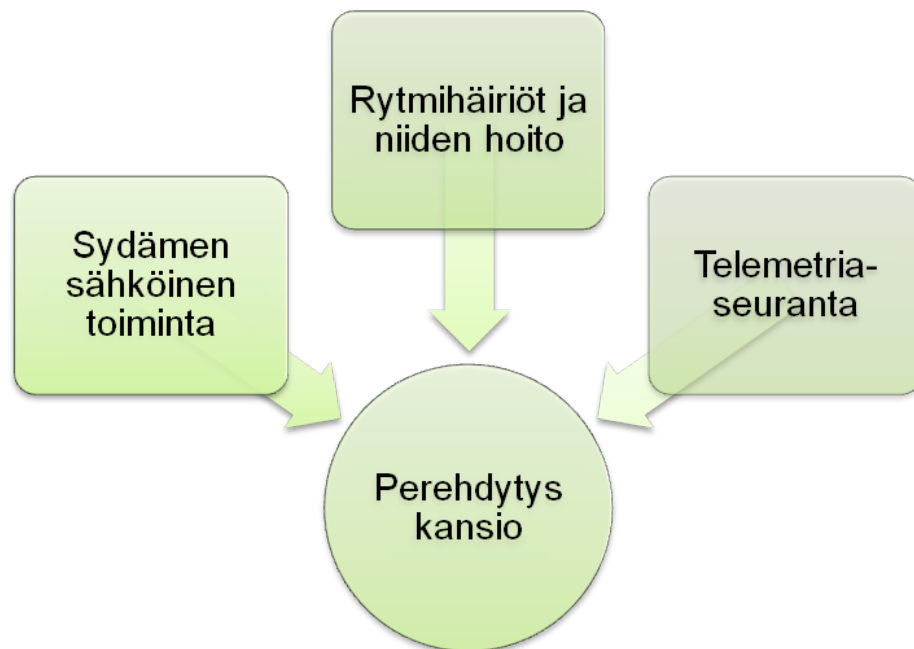 Rytmihäiriöt ja
niiden hoito
Sydämen
sähköinen
toiminta
Telemetria-
seuranta
Perehdytys
kansio